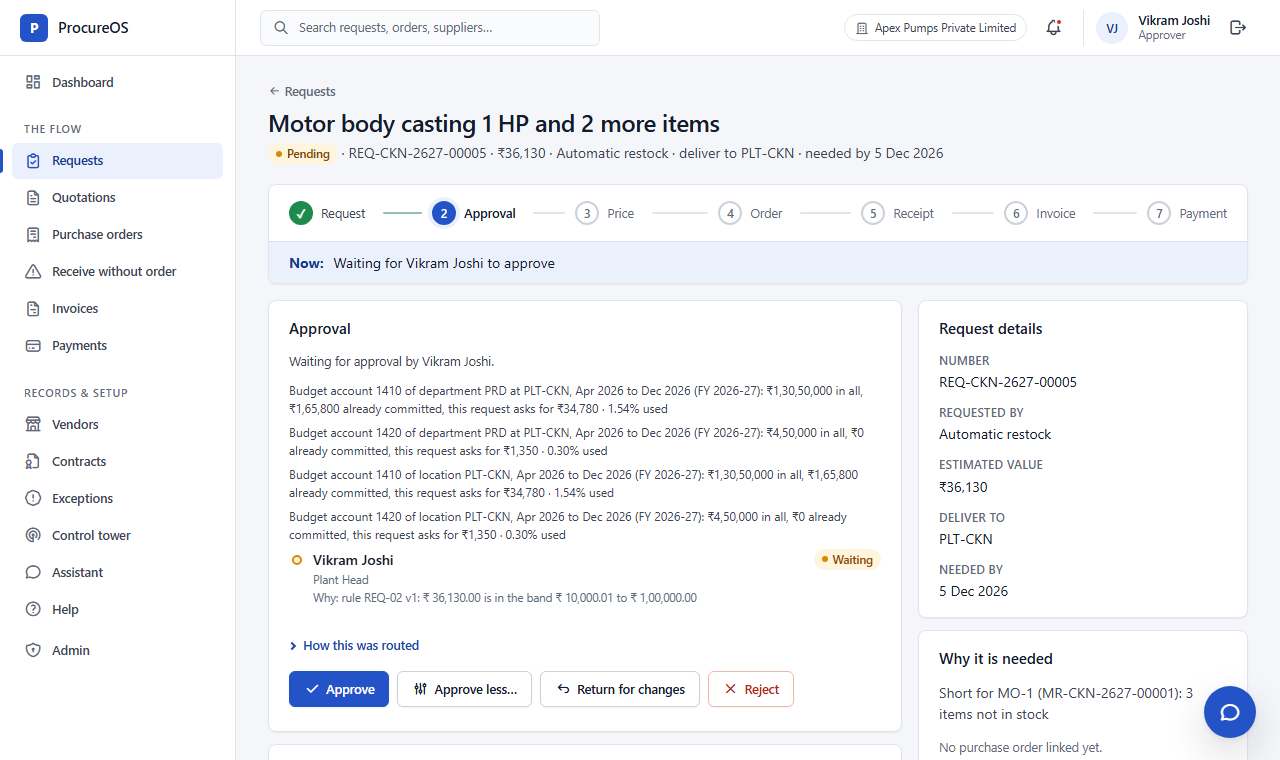 P ProcureOS
Search requests, orders, suppliers...
Apex Pumps Private Limited
VJ
Vikram Joshi
Approver
Dashboard
THE FLOW
Requests
Quotations
Purchase orders
Receive without order
Invoices
Payments
RECORDS & SETUP
Vendors
Contracts
Exceptions
Control tower
Assistant
Help
Admin
← Requests
Motor body casting 1 HP and 2 more items
Pending · REQ-CKN-2627-00005 · ₹36,130 · Automatic restock · deliver to PLT-CKN · needed by 5 Dec 2026
Request 2 Approval 3 Price 4 Order 5 Receipt 6 Invoice 7 Payment
Now: Waiting for Vikram Joshi to approve
Approval
Waiting for approval by Vikram Joshi.
Budget account 1410 of department PRD at PLT-CKN, Apr 2026 to Dec 2026 (FY 2026-27): ₹1,30,50,000 in all,
₹1,65,800 already committed, this request asks for ₹34,780 · 1.54% used
Budget account 1420 of department PRD at PLT-CKN, Apr 2026 to Dec 2026 (FY 2026-27): ₹4,50,000 in all, ₹0
already committed, this request asks for ₹1,350 · 0.30% used
Budget account 1410 of location PLT-CKN, Apr 2026 to Dec 2026 (FY 2026-27): ₹1,30,50,000 in all, ₹1,65,800
already committed, this request asks for ₹34,780 · 1.54% used
Budget account 1420 of location PLT-CKN, Apr 2026 to Dec 2026 (FY 2026-27): ₹4,50,000 in all, ₹0 already
committed, this request asks for ₹1,350 · 0.30% used
Vikram Joshi
Waiting
Plant Head
Why: rule REQ-02 v1: ₹ 36,130.00 is in the band ₹ 10,000.01 to ₹ 1,00,000.00
How this was routed
Approve
Approve less...
Return for changes
Reject
Request details
NUMBER
REQ-CKN-2627-00005
REQUESTED BY
Automatic restock
ESTIMATED VALUE
₹36,130
DELIVER TO
PLT-CKN
NEEDED BY
5 Dec 2026
Why it is needed
Short for MO-1 (MR-CKN-2627-00001): 3
items not in stock
No purchase order linked yet.